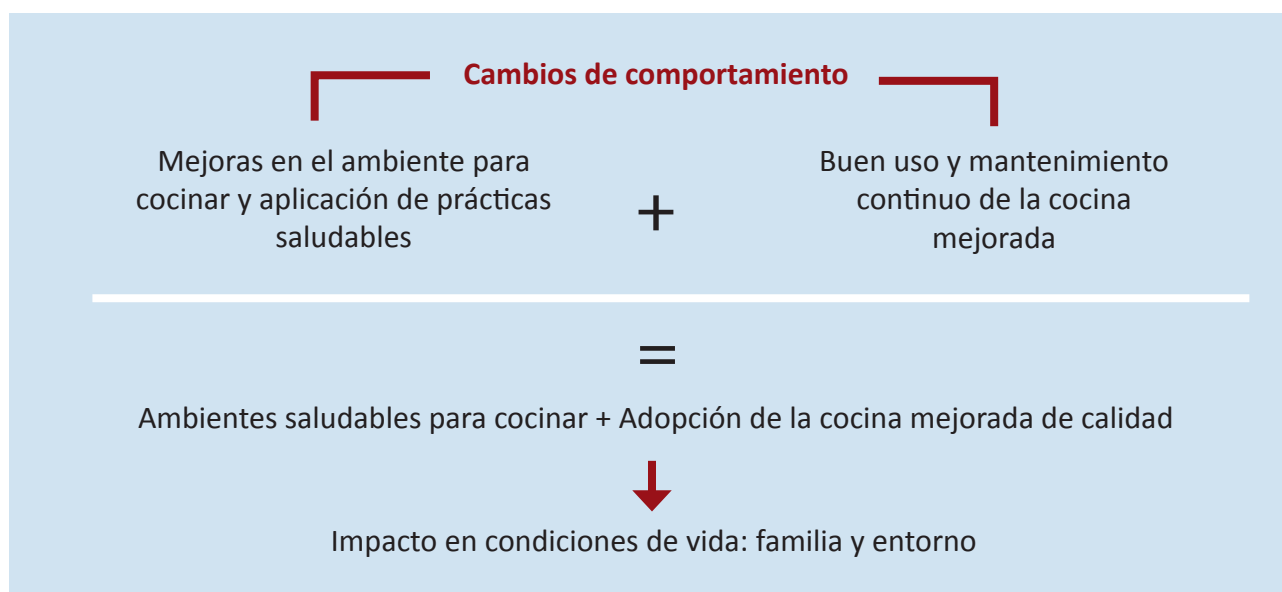 Cambios de comportamiento
Mejoras en el ambiente para
cocinar y aplicación de prácticas
saludables
+
Buen uso y mantenimiento
continuo de la cocina
mejorada
=
Ambientes saludables para cocinar + Adopción de la cocina mejorada de calidad
Impacto en condiciones de vida: familia y entorno